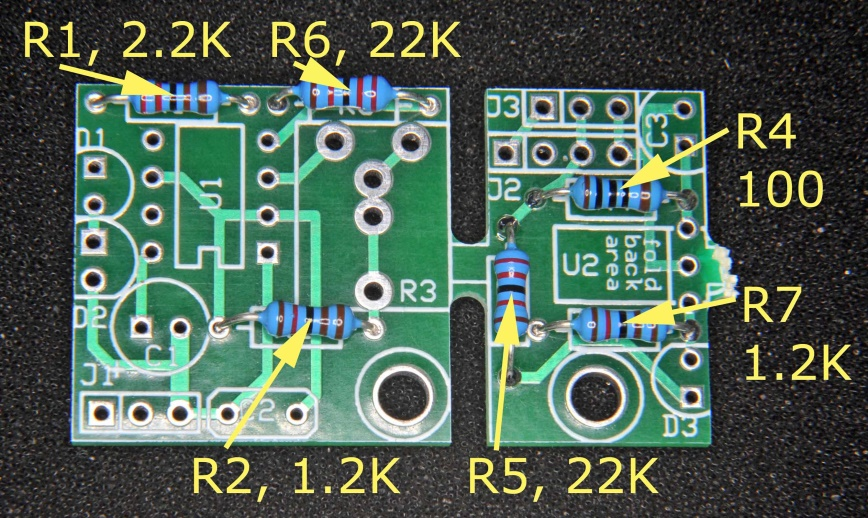 R1, 2.2K
R6, 22K
D1
U1
J3
C3
R4
100
J2
U2
fold
back
area
R3
D2
C1
R7
1.2K
J1
C2
D3
R2, 1.2K
R5, 22K